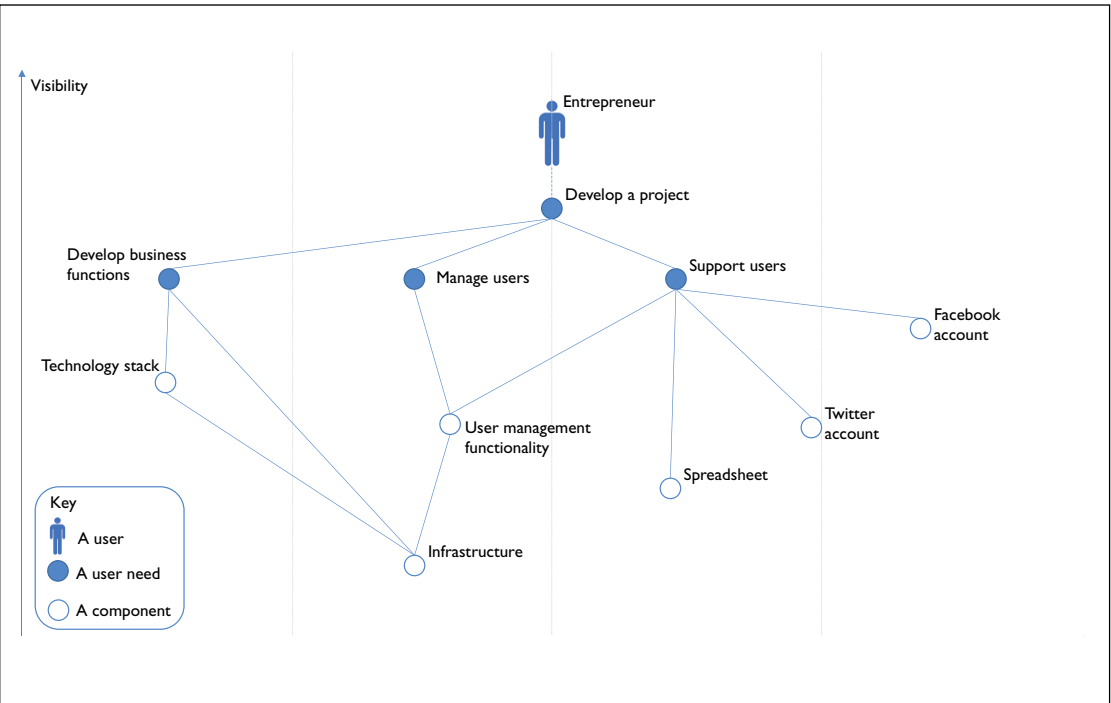 Visibility
Entrepreneur
Develop a project
Develop business
functions
Manage users
Support users
Facebook
account
Technology stack
User management
functionality
Twitter
account
Spreadsheet
Infrastructure
Key
A user
A user need
A component